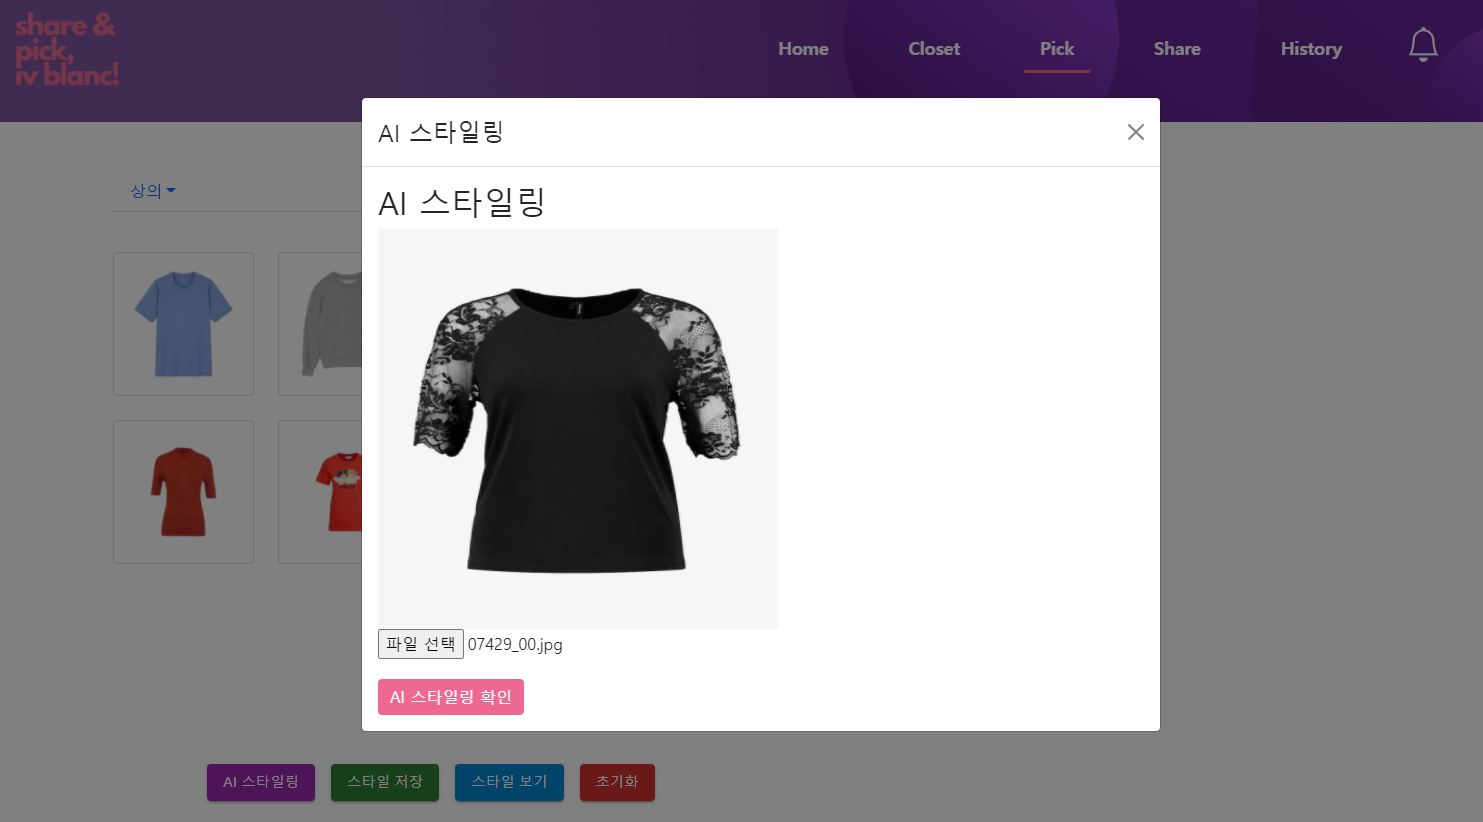 share &
pick,
iv blanc!
Home
Closet
Pick
Share
History
AI 스타일링
상의
AI 스타일링
파일 선택 07429_00.jpg
AI 스타일링 확인
AI 스타일링
스타일 저장
스타일 보기
초기화